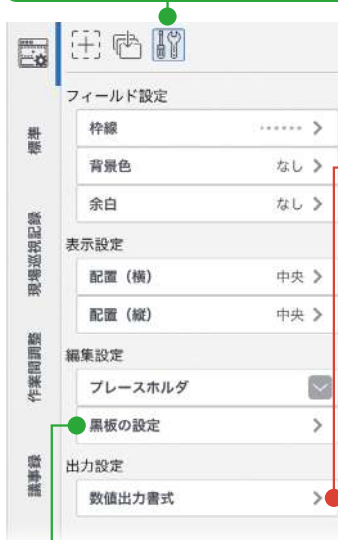 フィールド設定
枠線
背景色 なし
余白 なし
表示設定
配置（横） 中央
配置（縦） 中央
編集設定
プレースホルダ
黒板の設定
出力設定
数値出力書式
標準
現場巡視記録
作業間調整
議事録